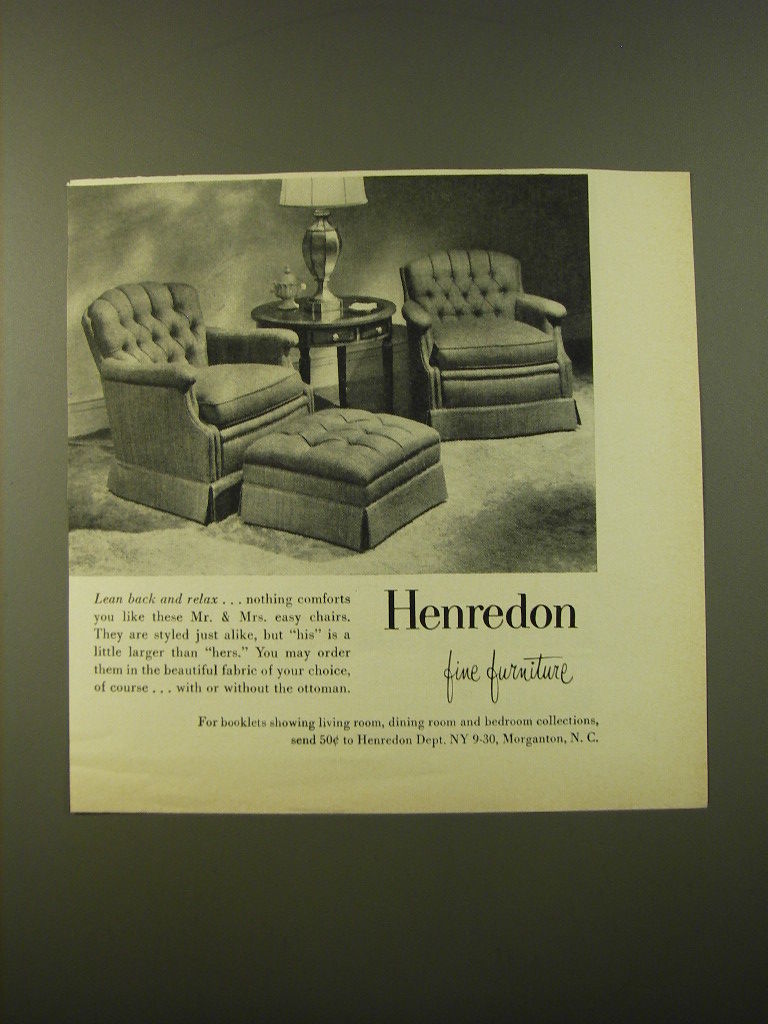 Lean back and relax . . . nothing comforts
you like these Mr. & Mrs. easy chairs.
They are styled just alike, but “his” is a
little larger than “hers.” You may order
them in the beautiful fabric of your choice,
of course . . . with or without the ottoman.
Henredon
fine furniture
For booklets showing living room, dining room and bedroom collections,
send 50¢ to Henredon Dept. NY 9-30, Morganton, N. C.